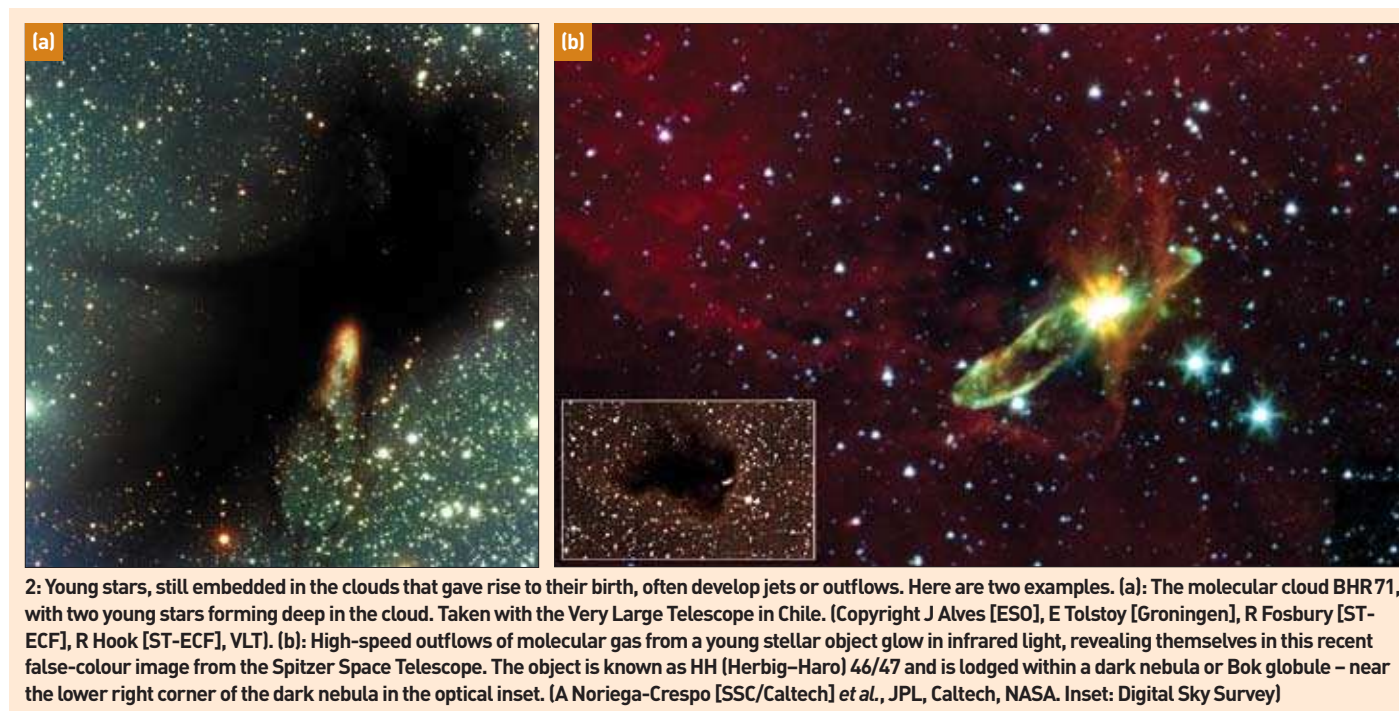 (a)
(b)
2: Young stars, still embedded in the clouds that gave rise to their birth, often develop jets or outflows. Here are two examples. (a): The molecular cloud BHR71,
with two young stars forming deep in the cloud. Taken with the Very Large Telescope in Chile. (Copyright J Alves [ESO], E Tolstoy [Groningen], R Fosbury [ST-
ECF], R Hook [ST-ECF], VLT). (b): High-speed outflows of molecular gas from a young stellar object glow in infrared light, revealing themselves in this recent
false-colour image from the Spitzer Space Telescope. The object is known as HH (Herbig–Haro) 46/47 and is lodged within a dark nebula or Bok globule – near
the lower right corner of the dark nebula in the optical inset. (A Noriega-Crespo [SSC/Caltech] et al., JPL, Caltech, NASA. Inset: Digital Sky Survey)